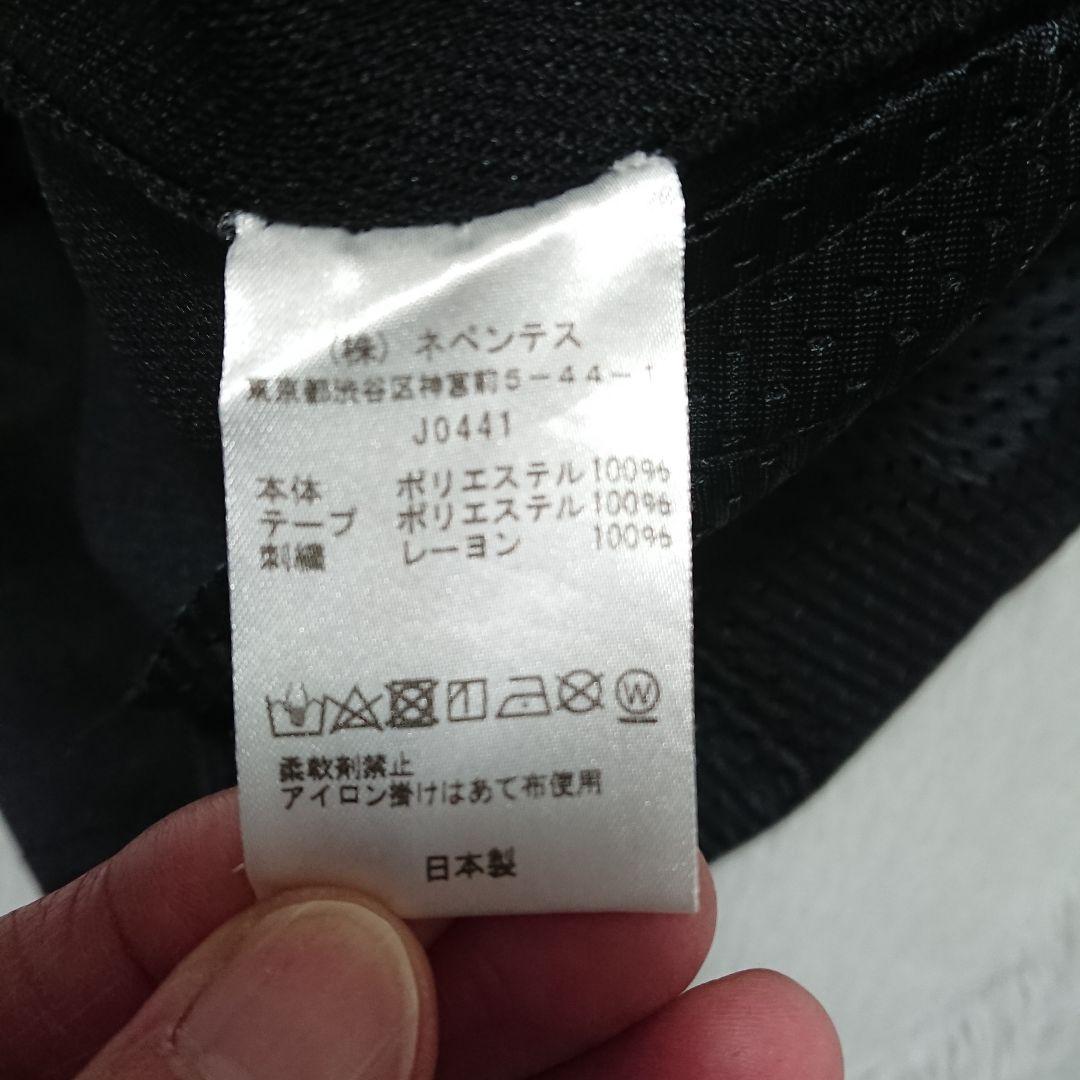 (株) ネペンテス
東京都渋谷区神宮前5-44-1
J0441
本体 ポリエステル 100%
テープ ポリエステル 100%
刺繍 レーヨン 100%
W
柔軟剤禁止
アイロン掛けはあて布使用
日本製